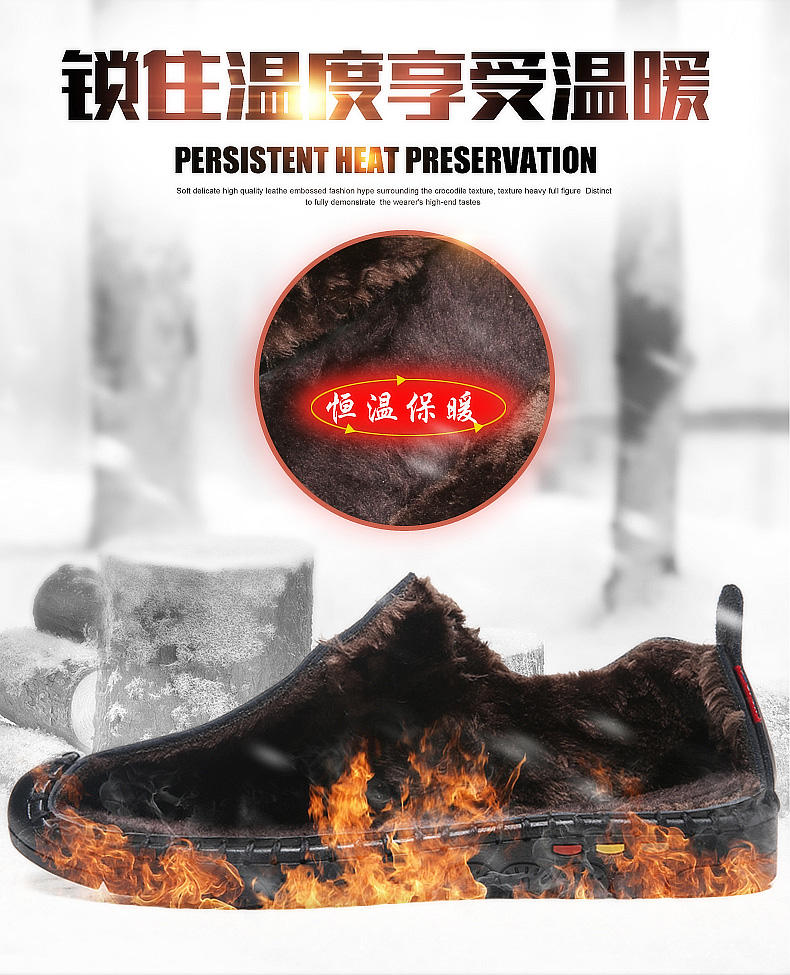 锁住温度享受温暖
PERSISTENT HEAT PRESERVATION
Soft delicate high quality leathe embossed fashion hype surrounding the crocodile texture, texture heavy full figure Distinct
to fully demonstrate the wearer's high-end tastes
恒温保暖